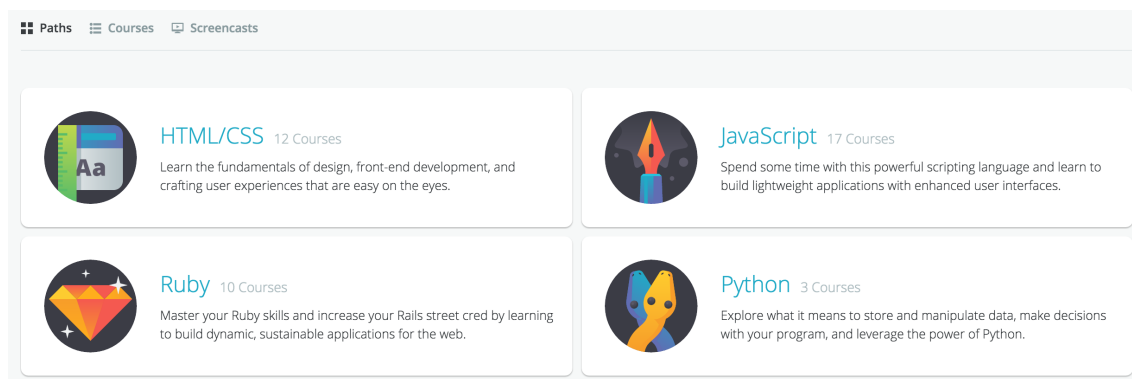 Paths Courses Screencasts
Aa
HTML/CSS 12 Courses
Learn the fundamentals of design, front-end development, and
crafting user experiences that are easy on the eyes.
JavaScript 17 Courses
Spend some time with this powerful scripting language and learn to
build lightweight applications with enhanced user interfaces.
Ruby 10 Courses
Master your Ruby skills and increase your Rails street cred by learning
to build dynamic, sustainable applications for the web.
Python 3 Courses
Explore what it means to store and manipulate data, make decisions
with your program, and leverage the power of Python.